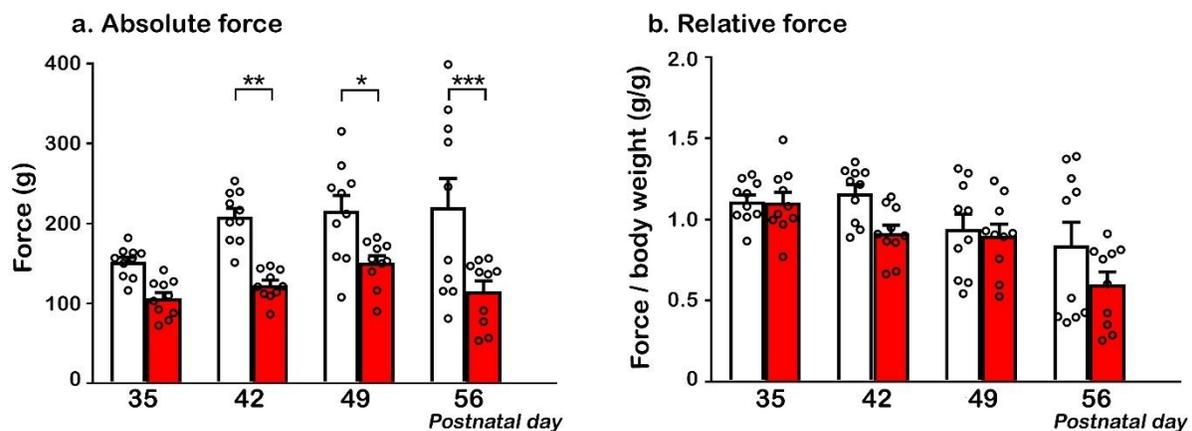 a. Absolute force
Force (g)
400
300
200
100
0
**
*
***
35 42 49 56
Postnatal day
b. Relative force
Force / body weight (g/g)
2.0
1.5
1.0
0.5
0
35 42 49 56
Postnatal day